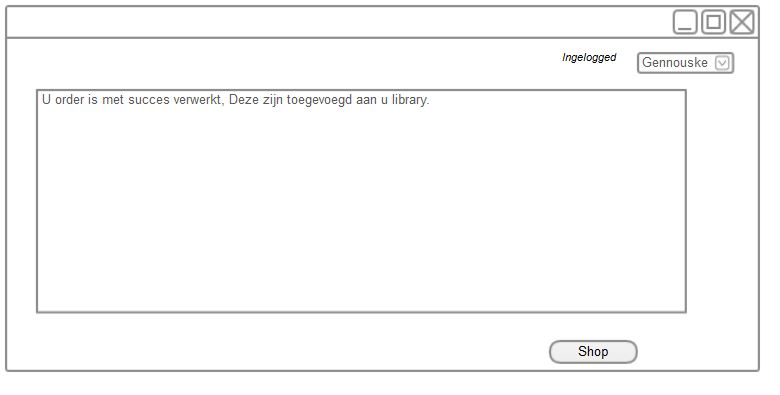 Ingelogged
Gennouske
U order is met succes verwerkt, Deze zijn toegevoegd aan u library.
Shop